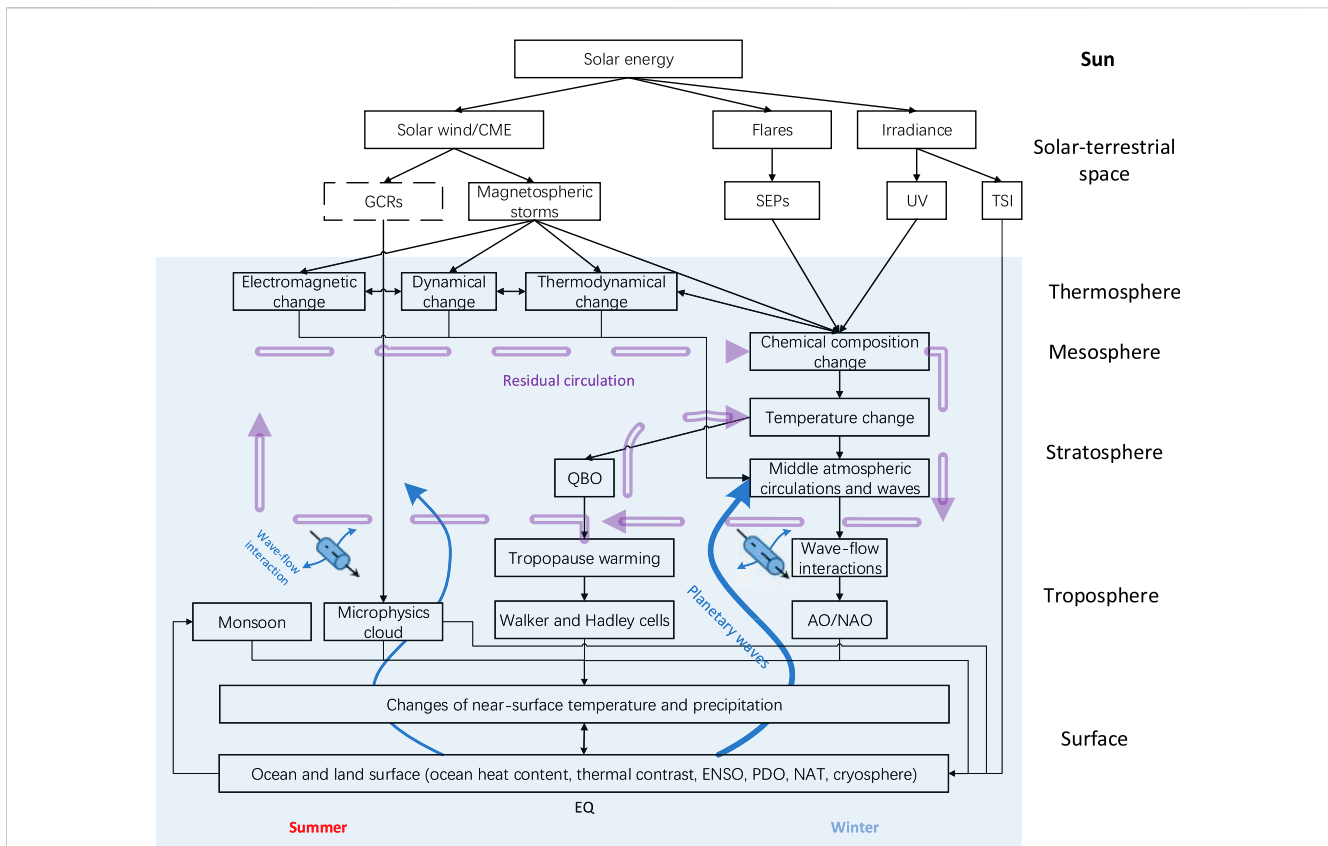 Solar energy
Sun
Solar wind/CME
Flares
Irradiance
Solar-terrestrial
space
GCRs
Magnetospheric
storms
SEPs
UV
TSI
Electromagnetic
change
Dynamical
change
Thermodynamical
change
Thermosphere
Chemical composition
change
Mesosphere
Residual circulation
Temperature change
Stratosphere
QBO
Middle atmospheric
circulations and waves
Wave-flow
interaction
Tropopause warming
Wave-flow
interactions
Troposphere
Monsoon
Microphysics
cloud
Walker and Hadley cells
Planetary waves
AO/NAO
Changes of near-surface temperature and precipitation
Surface
Ocean and land surface (ocean heat content, thermal contrast, ENSO, PDO, NAT, cryosphere)
EQ
Summer
Winter